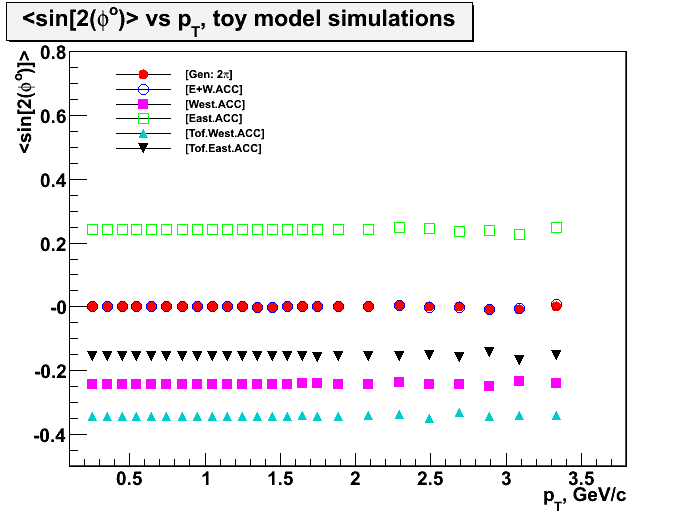 <sin[2(ϕº)> vs p_T, toy model simulations
<sin[2(ϕº)]>
0.8
0.6
0.4
0.2
-0
-0.2
-0.4
[Gen: 2π]
[E+W.ACC]
[West.ACC]
[East.ACC]
[Tof.West.ACC]
[Tof.East.ACC]
0.5 1 1.5 2 2.5 3 3.5
p_T, GeV/c